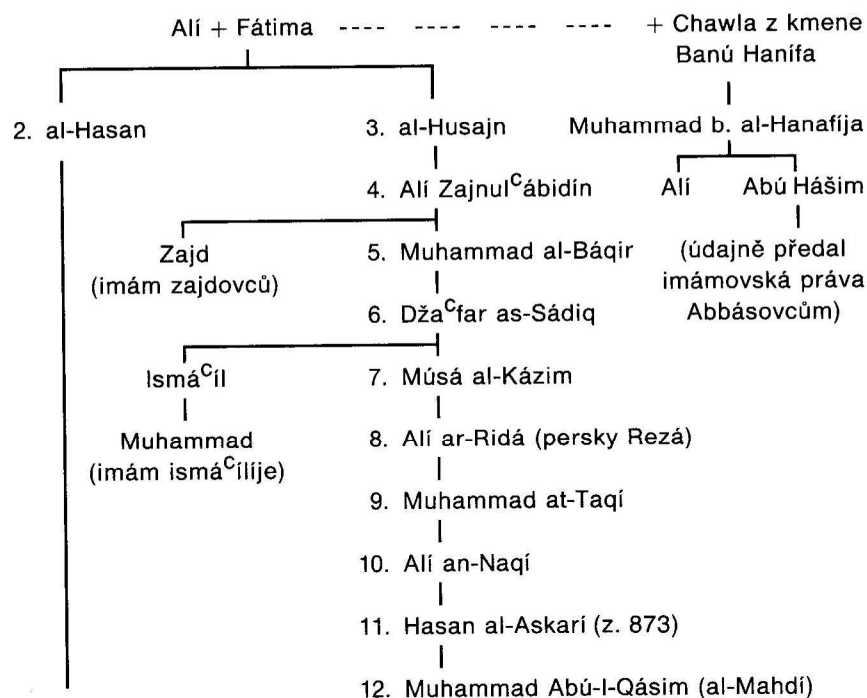 Alí + Fátima ---- ---- ---- ---- + Chawla z kmene
Banú Hanífa
2. al-Hasan 3. al-Husajn Muhammad b. al-Hanafíja
4. Alí Zajnulᶜábidín Alí Abú Hášim
Zajd 5. Muhammad al-Báqir (údajně předal
(imám zajdovců) imámovská práva
6. Džaᶜfar as-Sádiq Abbásovcům)
Ismáᶜíl 7. Músá al-Kázim
Muhammad 8. Alí ar-Ridá (persky Rezá)
(imám ismáᶜílíje)
9. Muhammad at-Taqí
10. Alí an-Naqí
11. Hasan al-Askarí (z. 873)
12. Muhammad Abú-l-Qásim (al-Mahdí)